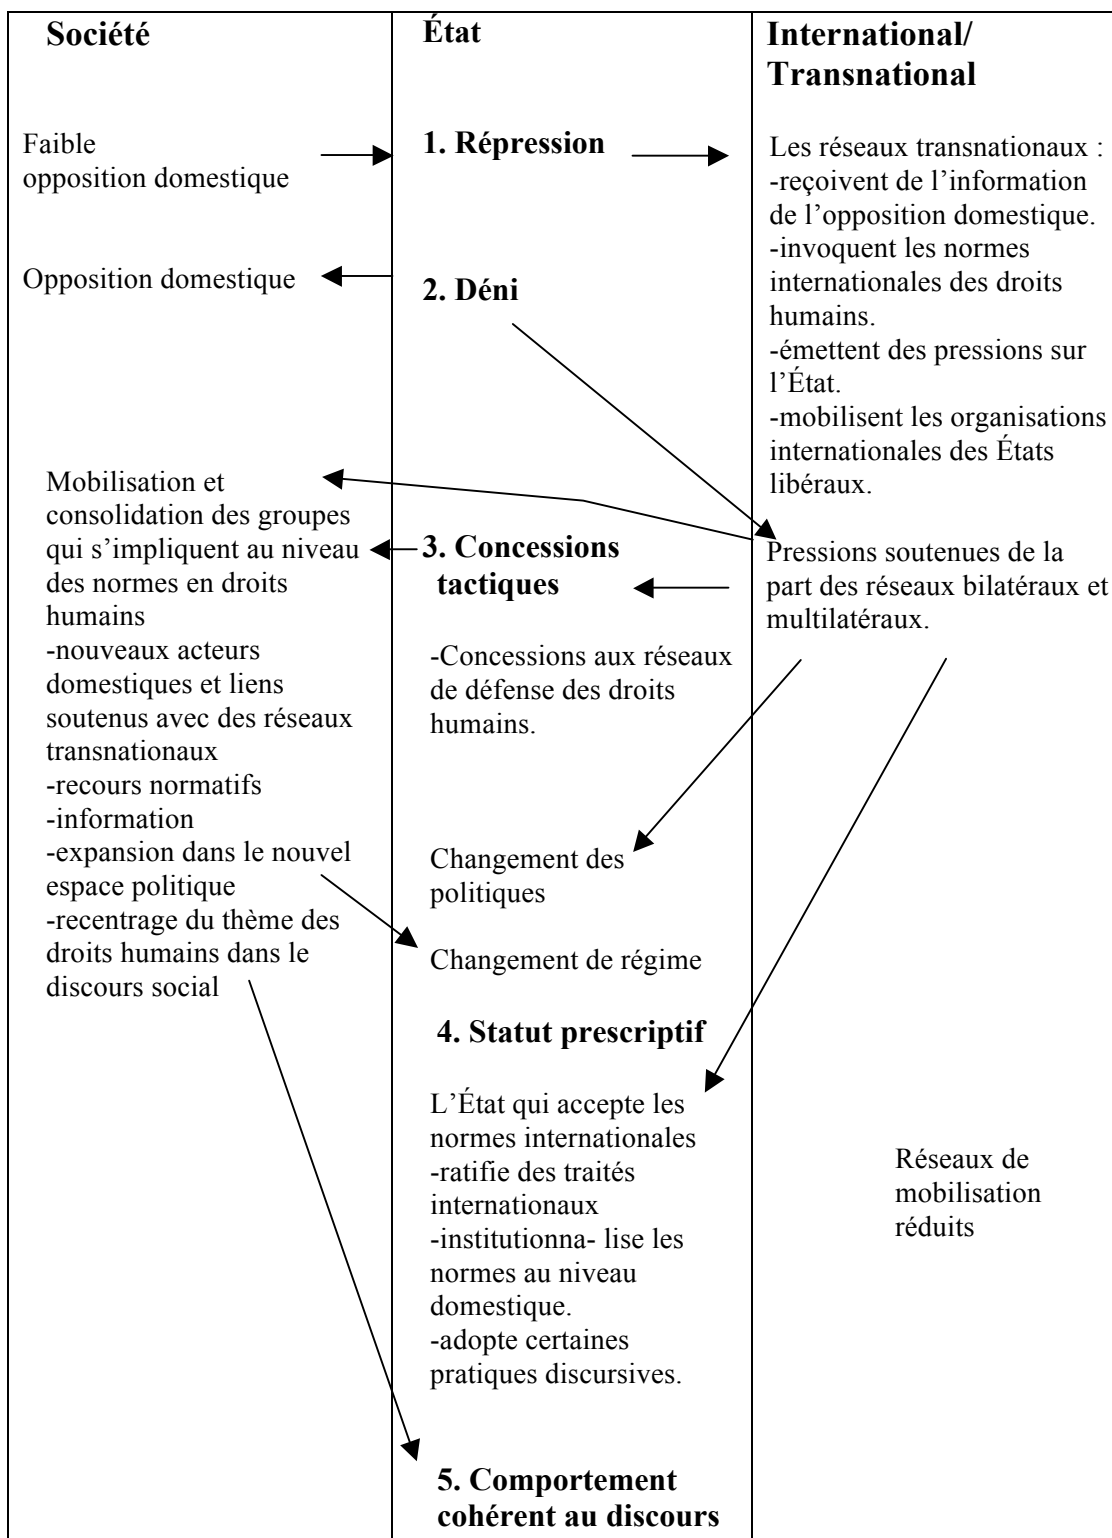 Société
Faible
opposition domestique
Opposition domestique
Mobilisation et
consolidation des groupes
qui s’impliquent au niveau
des normes en droits
humains
-nouveaux acteurs
domestiques et liens
soutenus avec des réseaux
transnationaux
-recours normatifs
-information
-expansion dans le nouvel
espace politique
-recentrage du thème des
droits humains dans le
discours social
État
1. Répression
2. Déni
3. Concessions
tactiques
-Concessions aux réseaux
de défense des droits
humains.
Changement des
politiques
Changement de régime
4. Statut prescriptif
L’État qui accepte les
normes internationales
-ratifie des traités
internationaux
-institutionna- lise les
normes au niveau
domestique.
-adopte certaines
pratiques discursives.
5. Comportement
cohérent au discours
International/
Transnational
Les réseaux transnationaux :
-reçoivent de l’information
de l’opposition domestique.
-invoquent les normes
internationales des droits
humains.
-émettent des pressions sur
l’État.
-mobilisent les organisations
internationales des États
libéraux.
Pressions soutenues de la
part des réseaux bilatéraux et
multilatéraux.
Réseaux de
mobilisation
réduits